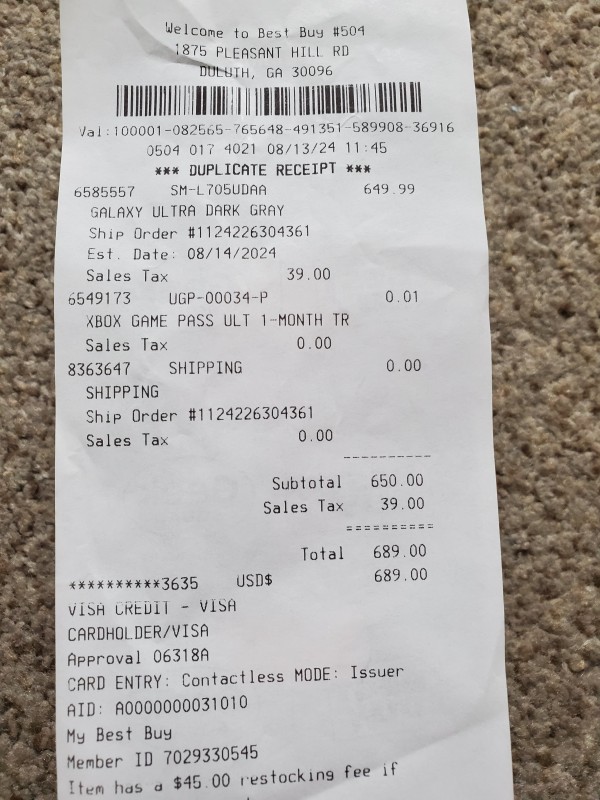 Welcome to Best Buy #504
1875 PLEASANT HILL RD
DULUTH, GA 30096
Val:100001-082565-765648-491351-589908-36916
0504 017 4021 08/13/24 11:45
*** DUPLICATE RECEIPT ***
6585557 SM-L705UDAA 649.99
GALAXY ULTRA DARK GRAY
Ship Order #1124226304361
Est. Date: 08/14/2024
Sales Tax 39.00
6549173 UGP-00034-P 0.01
XBOX GAME PASS ULT 1-MONTH TR
Sales Tax 0.00
8363647 SHIPPING 0.00
SHIPPING
Ship Order #1124226304361
Sales Tax 0.00
----------
Subtotal 650.00
Sales Tax 39.00
==========
Total 689.00
**********3635 USD$ 689.00
VISA CREDIT - VISA
CARDHOLDER/VISA
Approval 06318A
CARD ENTRY: Contactless MODE: Issuer
AID: A0000000031010
My Best Buy
Member ID 7029330545
Item has a $45.00 restocking fee if